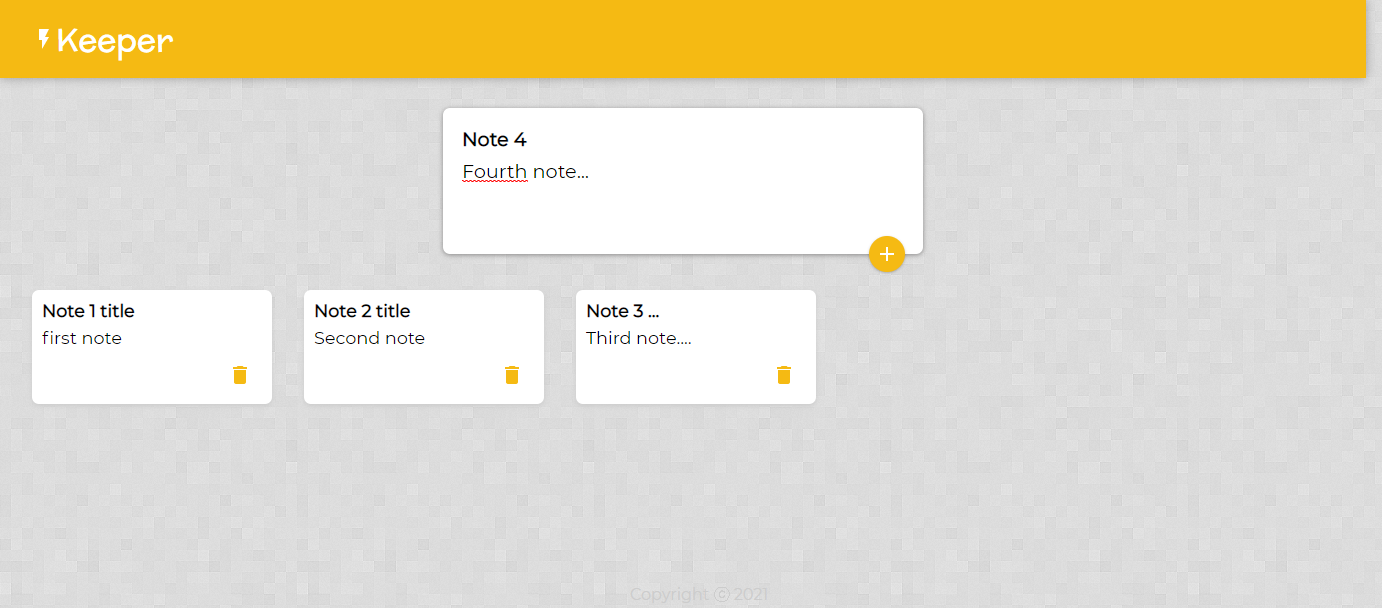 Keeper
Note 4
Fourth note...
Note 1 title
first note
Note 2 title
Second note
Note 3 ...
Third note....
Copyright ⓒ 2021